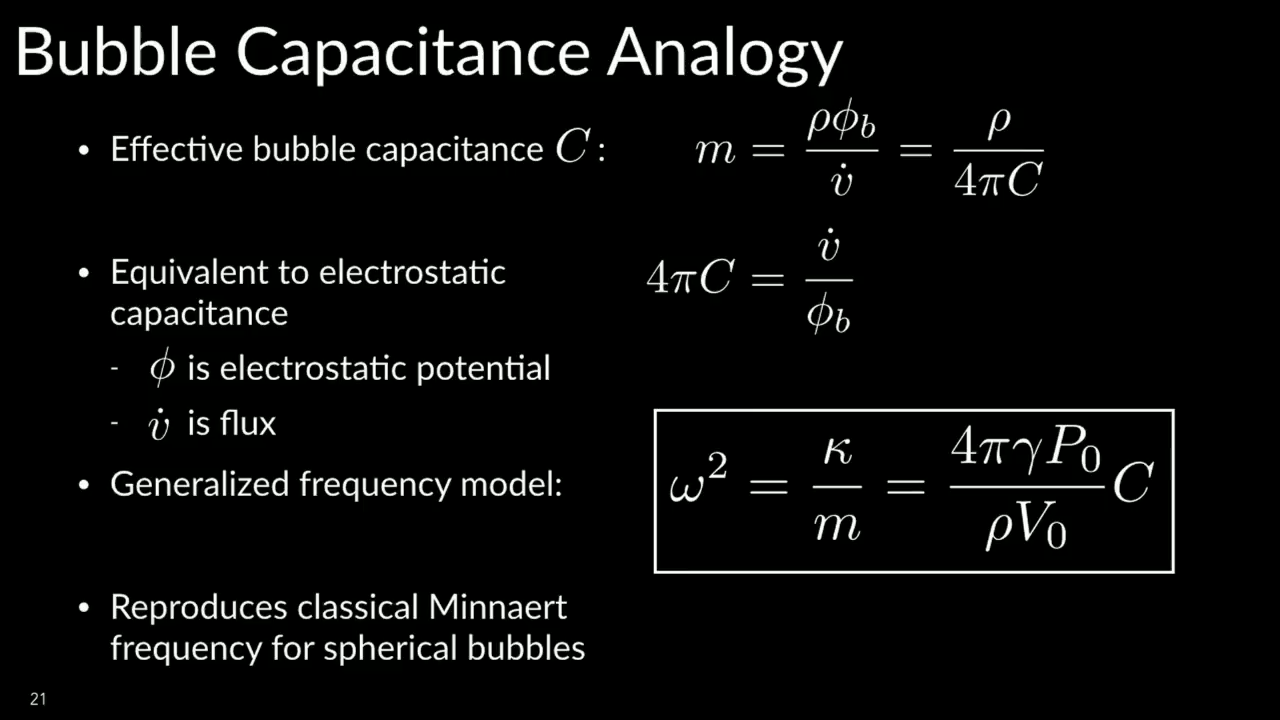 Bubble Capacitance Analogy
• Effective bubble capacitance C : m = ρϕ_b / v̇ = ρ / 4πC
• Equivalent to electrostatic
capacitance
4πC = v̇ / ϕ_b
- ϕ is electrostatic potential
- v̇ is flux
• Generalized frequency model:
ω² = κ / m = 4πγP₀ / ρV₀ C
• Reproduces classical Minnaert
frequency for spherical bubbles
21